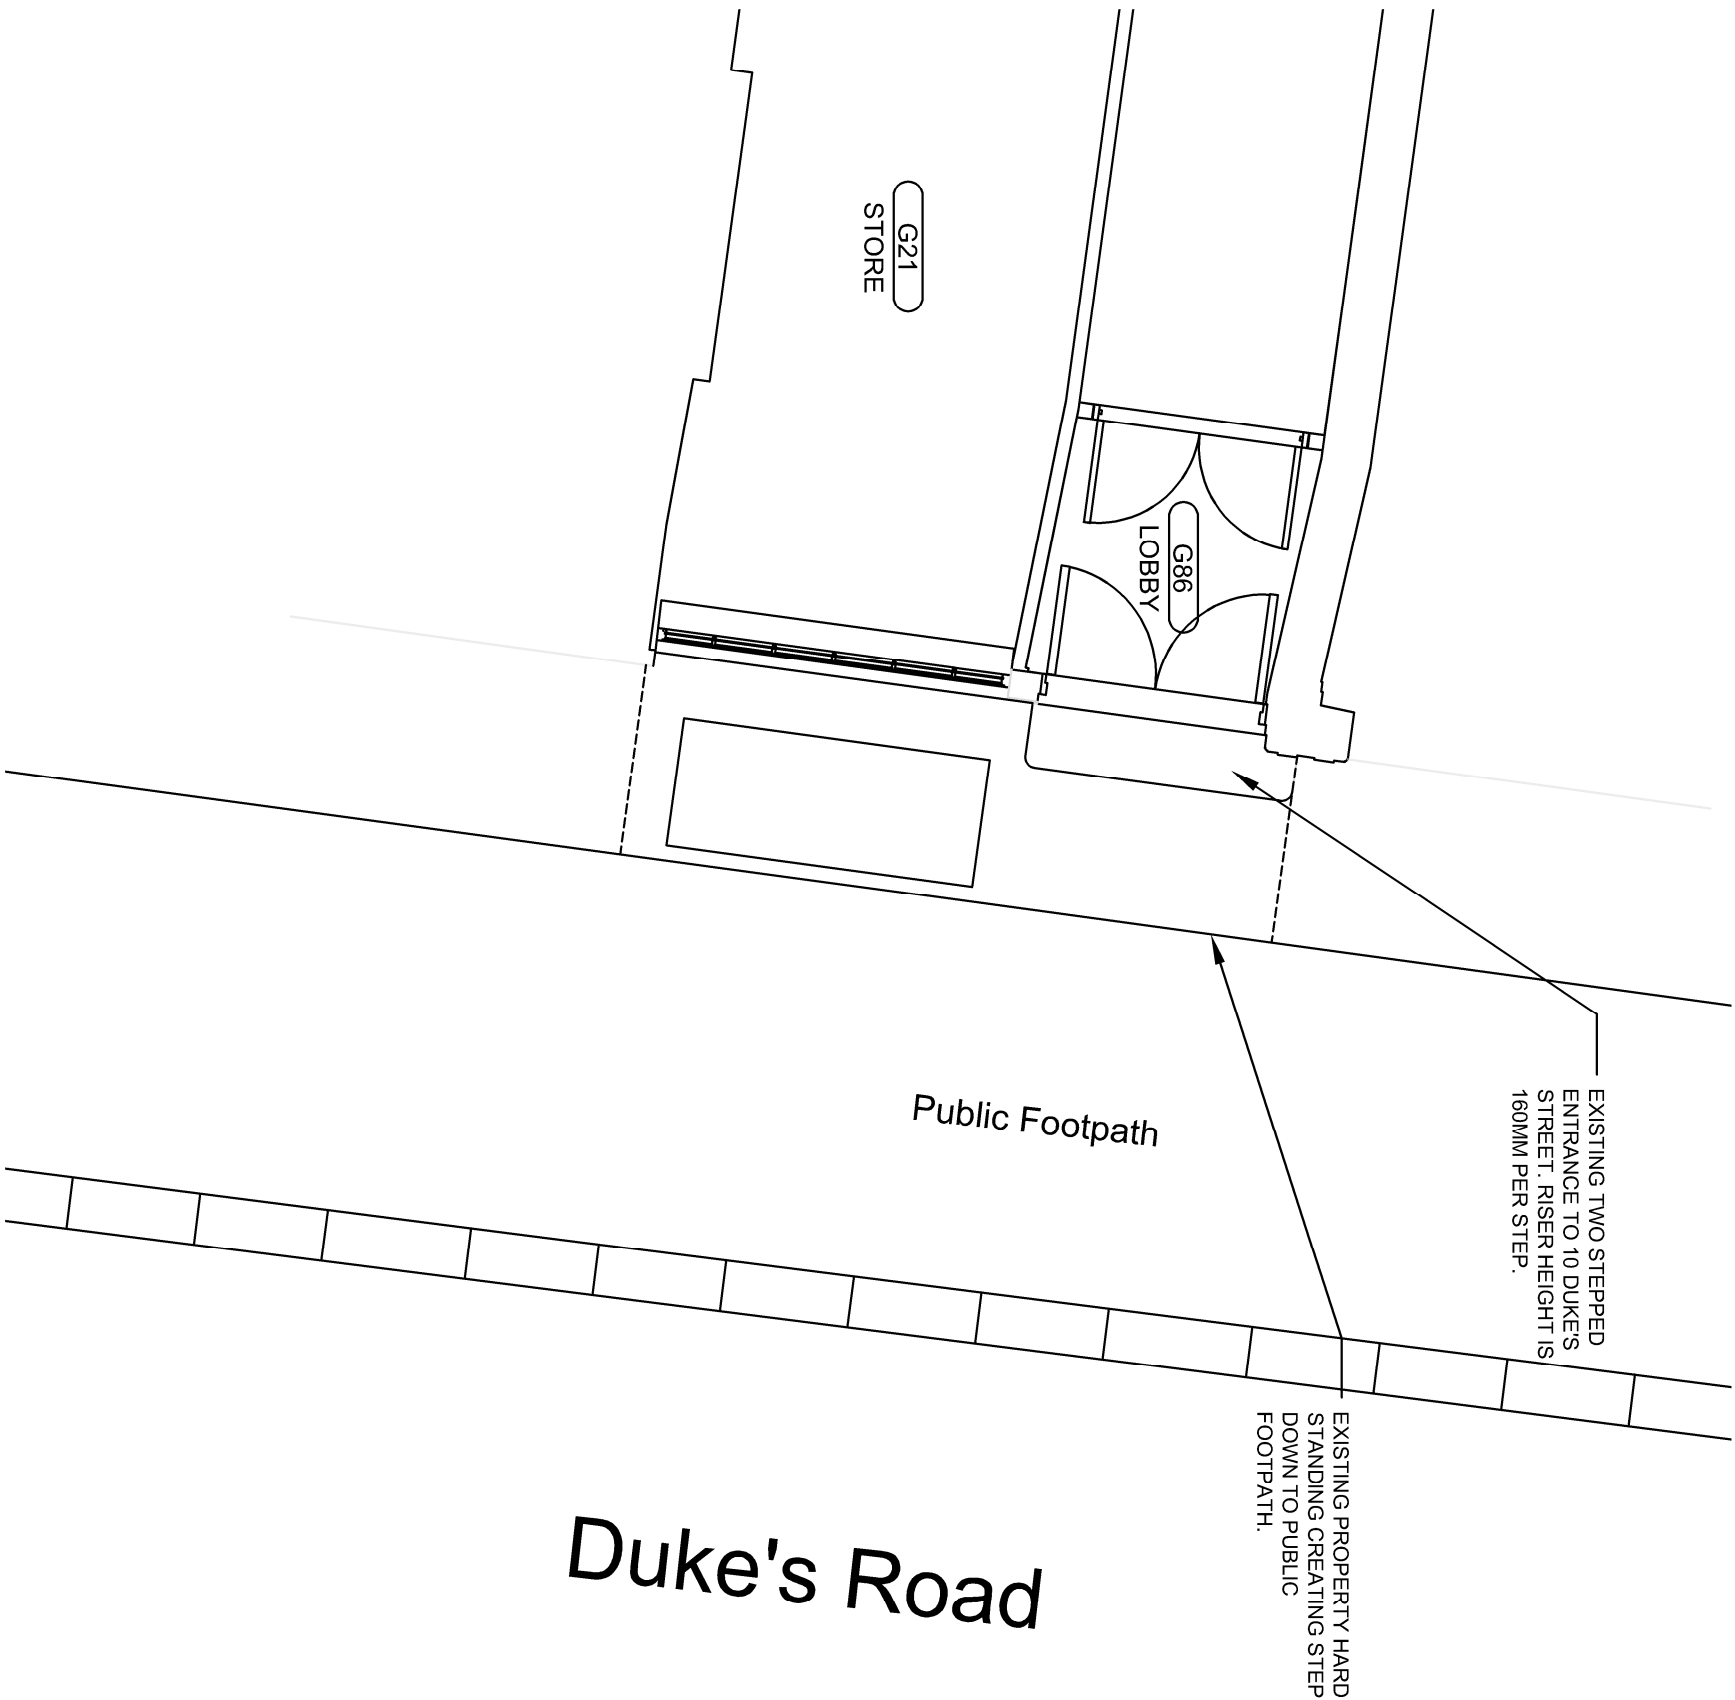 G21
STORE
G86
LOBBY
EXISTING TWO STEPPED
ENTRANCE TO 10 DUKE'S
STREET. RISER HEIGHT IS
160MM PER STEP.
Public Footpath
EXISTING PROPERTY HARD
STANDING CREATING STEP
DOWN TO PUBLIC
FOOTPATH.
Duke's Road